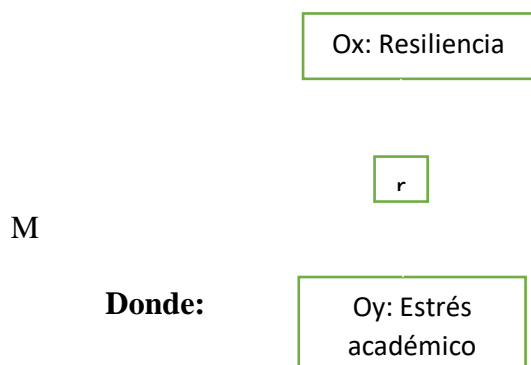 Ox: Resiliencia
r
M
Donde:
Oy: Estrés
académico